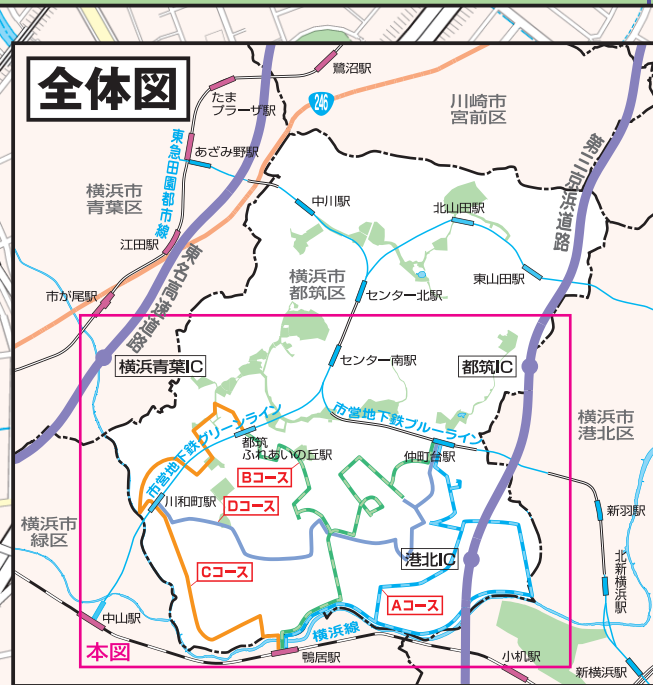 全体図
鷺沼駅
たま
プラーザ駅
246
川崎市
宮前区
第三京浜道路
東急田園都市線
あざみ野駅
横浜市
青葉区
中川駅
北山田駅
江田駅
東名高速道路
横浜市
都筑区
東山田駅
市が尾駅
センター北駅
横浜青葉IC
センター南駅
都筑IC
市営地下鉄グリーンライン
市営地下鉄ブルーライン
横浜市
港北区
都筑
ふれあいの丘駅
仲町台駅
Bコース
川和町駅
Dコース
新羽駅
横浜市
緑区
港北IC
北新横浜駅
Cコース
Aコース
中山駅
横浜線
本図
鴨居駅
小机駅
新横浜駅